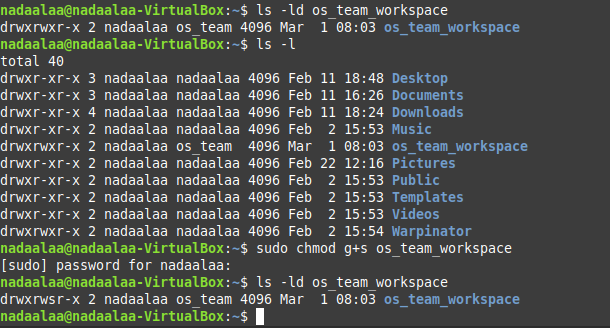 nadaalaa@nadaalaa-VirtualBox:~$ ls -ld os_team_workspace
drwxrwxr-x 2 nadaalaa os_team 4096 Mar  1 08:03 os_team_workspace
nadaalaa@nadaalaa-VirtualBox:~$ ls -l
total 40
drwxr-xr-x 3 nadaalaa nadaalaa 4096 Feb 11 18:48 Desktop
drwxr-xr-x 3 nadaalaa nadaalaa 4096 Feb 11 16:26 Documents
drwxr-xr-x 4 nadaalaa nadaalaa 4096 Feb 11 18:24 Downloads
drwxr-xr-x 2 nadaalaa nadaalaa 4096 Feb  2 15:53 Music
drwxrwxr-x 2 nadaalaa os_team  4096 Mar  1 08:03 os_team_workspace
drwxr-xr-x 2 nadaalaa nadaalaa 4096 Feb 22 12:16 Pictures
drwxr-xr-x 2 nadaalaa nadaalaa 4096 Feb  2 15:53 Public
drwxr-xr-x 2 nadaalaa nadaalaa 4096 Feb  2 15:53 Templates
drwxr-xr-x 2 nadaalaa nadaalaa 4096 Feb  2 15:53 Videos
drwxrwxr-x 2 nadaalaa nadaalaa 4096 Feb  2 15:54 Warpinator
nadaalaa@nadaalaa-VirtualBox:~$ sudo chmod g+s os_team_workspace
[sudo] password for nadaalaa:
nadaalaa@nadaalaa-VirtualBox:~$ ls -ld os_team_workspace
drwxrwsr-x 2 nadaalaa os_team 4096 Mar  1 08:03 os_team_workspace
nadaalaa@nadaalaa-VirtualBox:~$